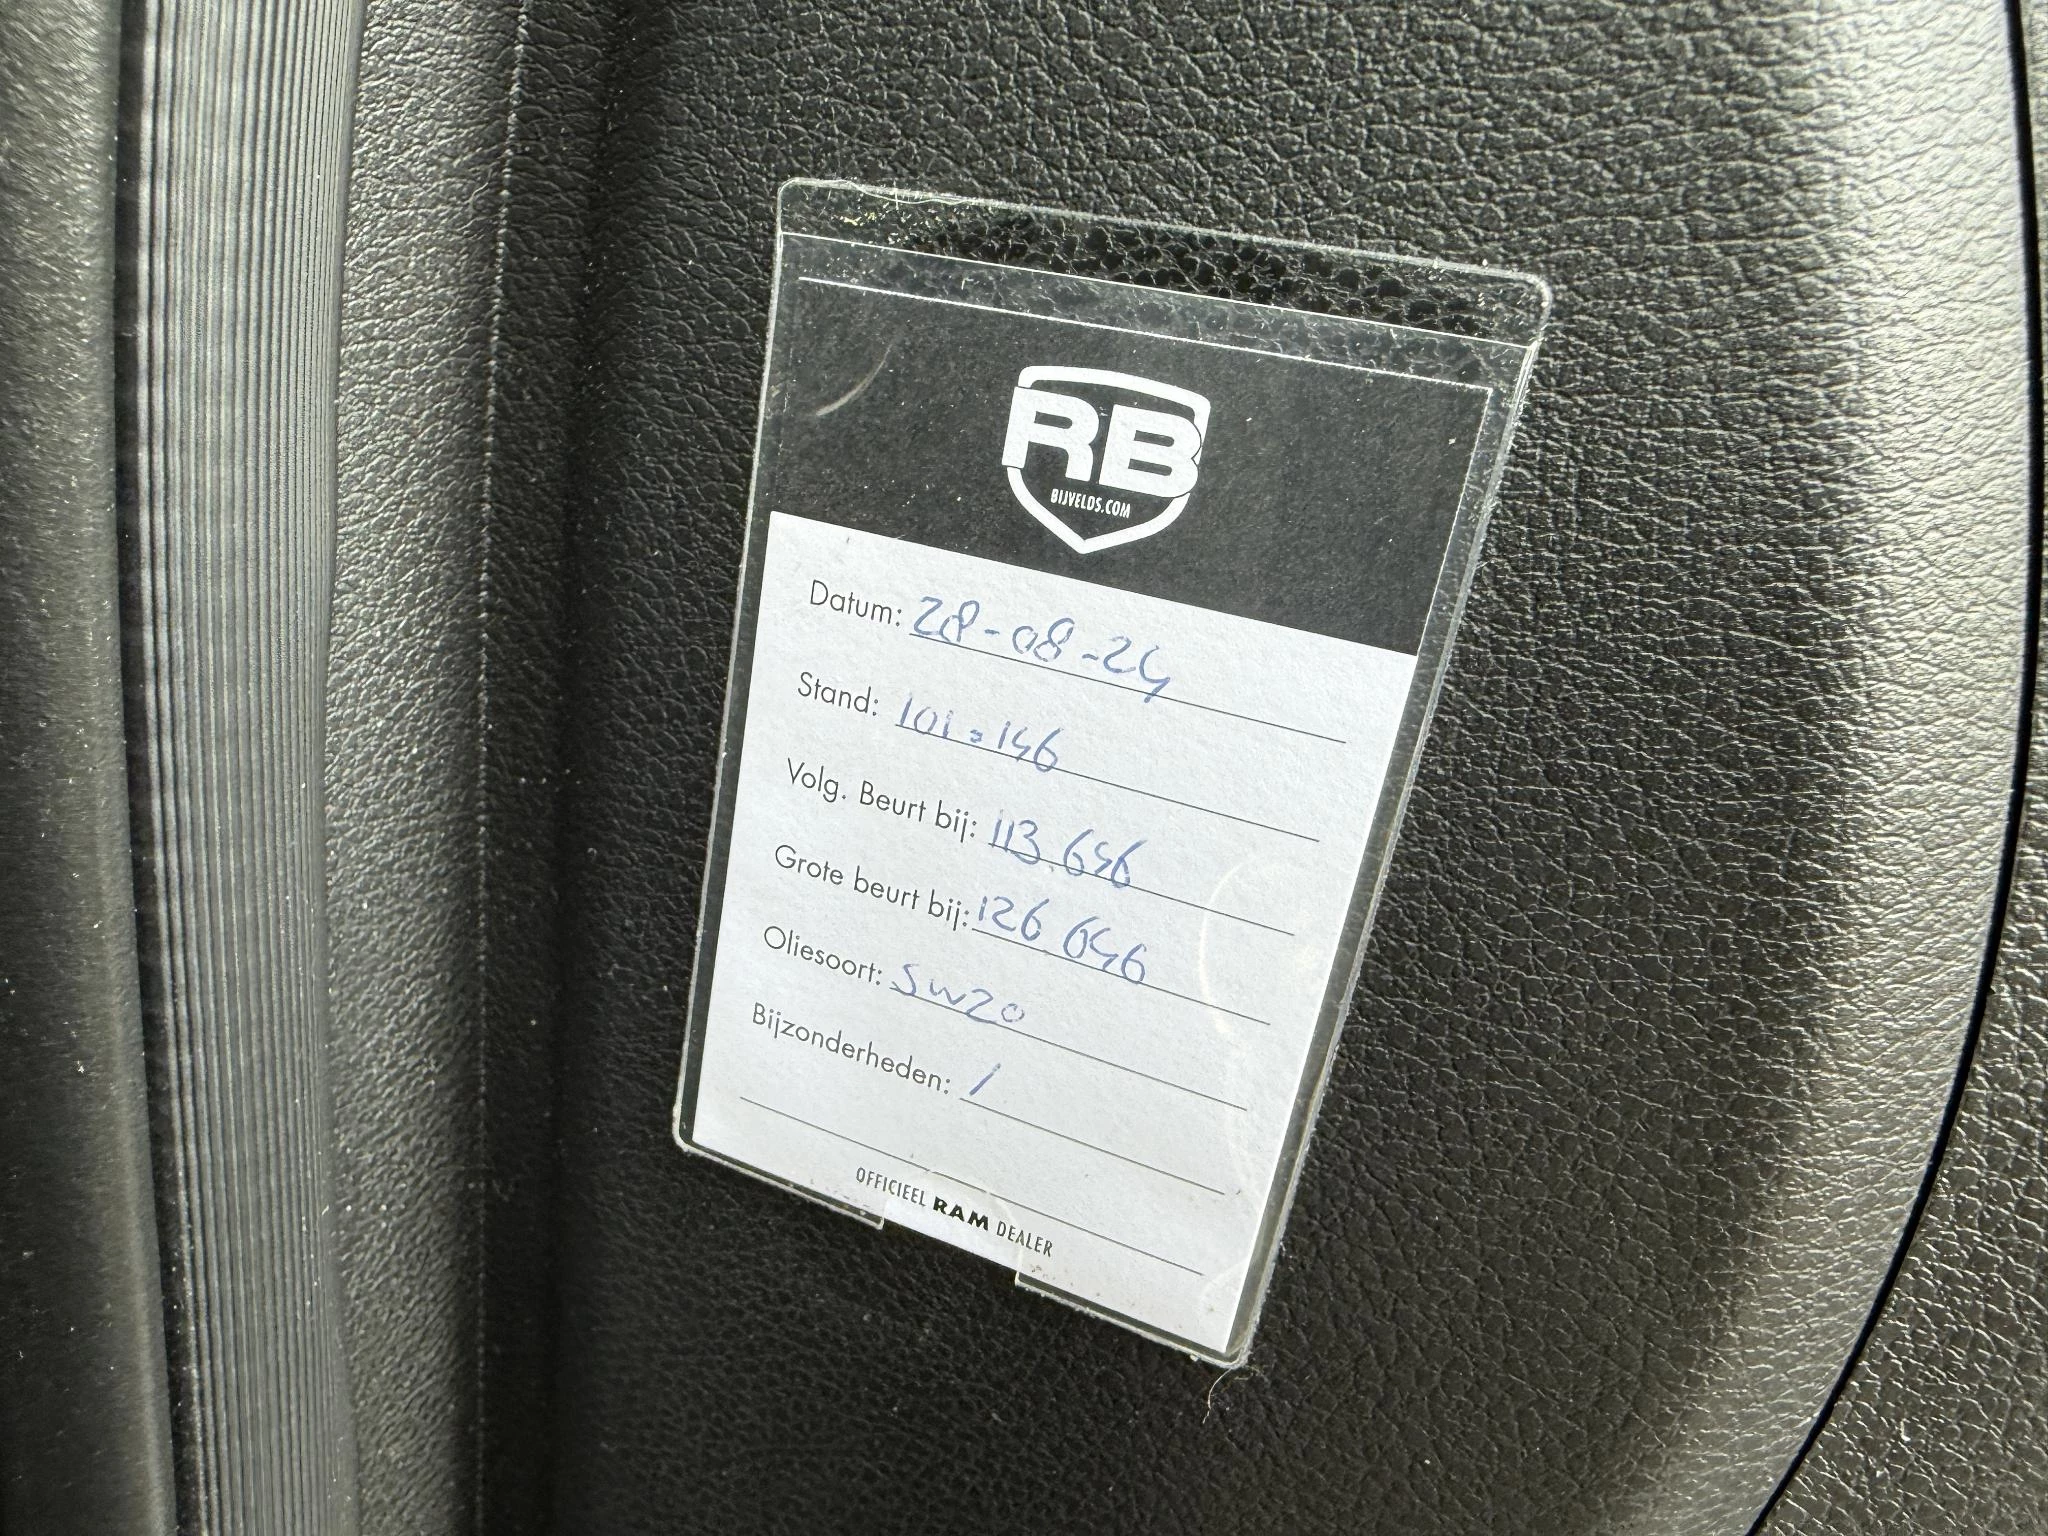 RB
BIJVELDS.COM
Datum: 28-08-24
Stand: 101.146
Volg. Beurt bij: 113 646
Grote beurt bij: 126 646
Oliesoort: 5w20
Bijzonderheden: /
OFFICIEEL RAM DEALER